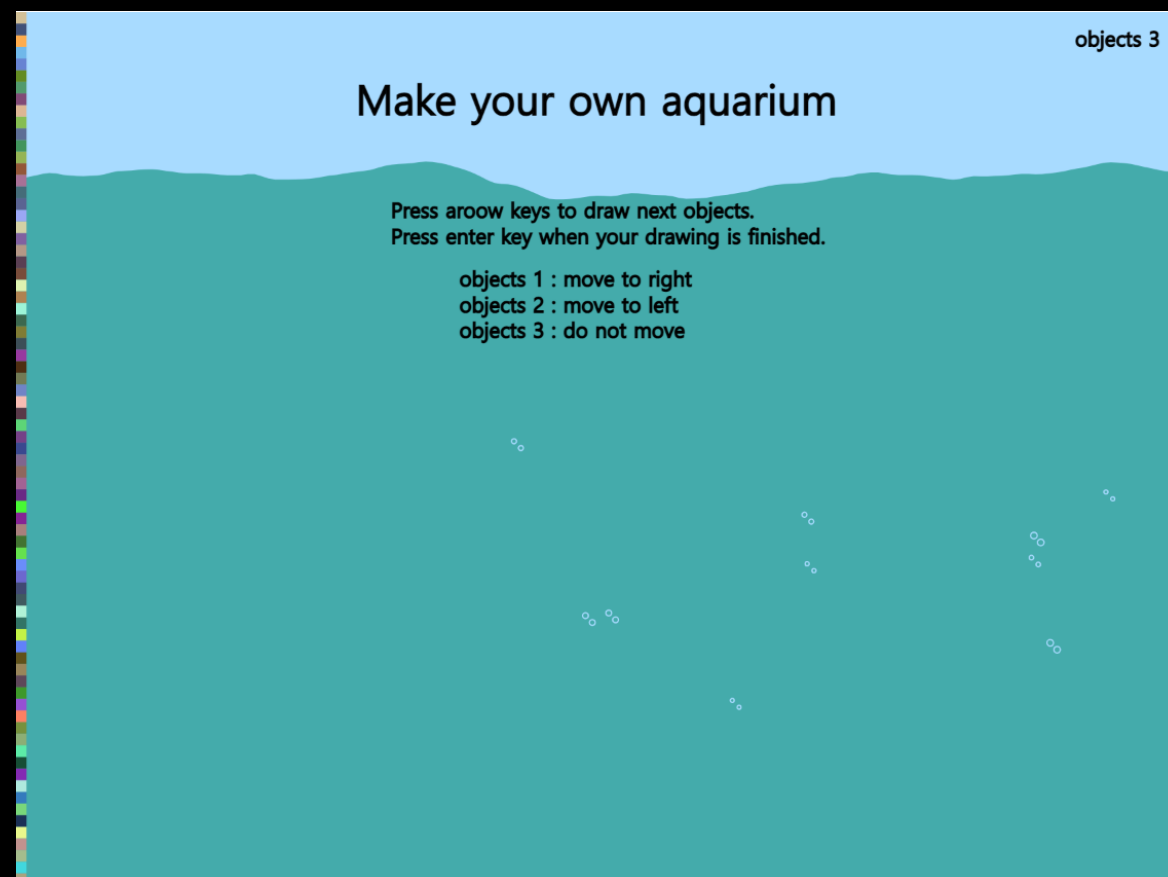 objects 3
Make your own aquarium
Press aroow keys to draw next objects.
Press enter key when your drawing is finished.
objects 1 : move to right
objects 2 : move to left
objects 3 : do not move